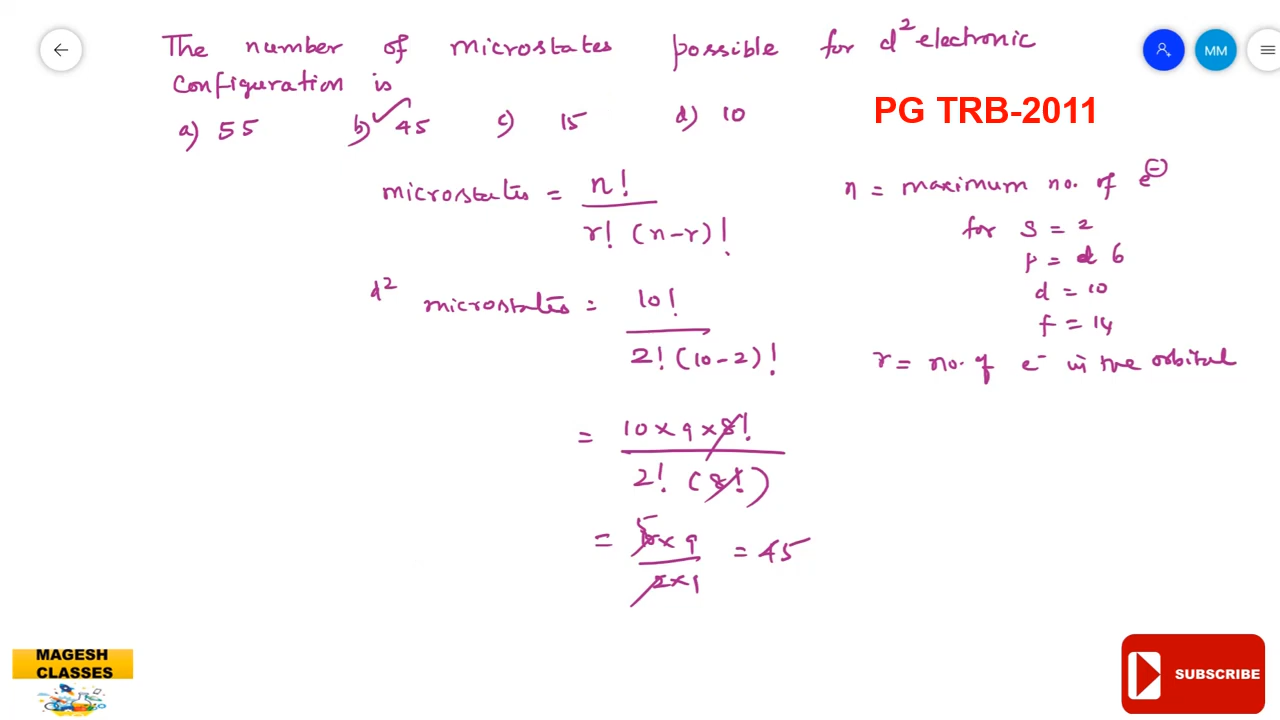 The number of microstates possible for d² electronic
configuration is
a) 55 b) 45 c) 15 d) 10
PG TRB-2011
MM
microstates = n! / r! (n-r)!
n = maximum no. of e⊖
for s = 2
p = 6
d = 10
f = 14
r = no. of e⁻ in the orbital
d² microstates = 10! / 2! (10-2)!
= 10 x 9 x 8! / 2! (8!)
= 5
10 x 9 / 2 x 1 = 45
MAGESH
CLASSES
SUBSCRIBE